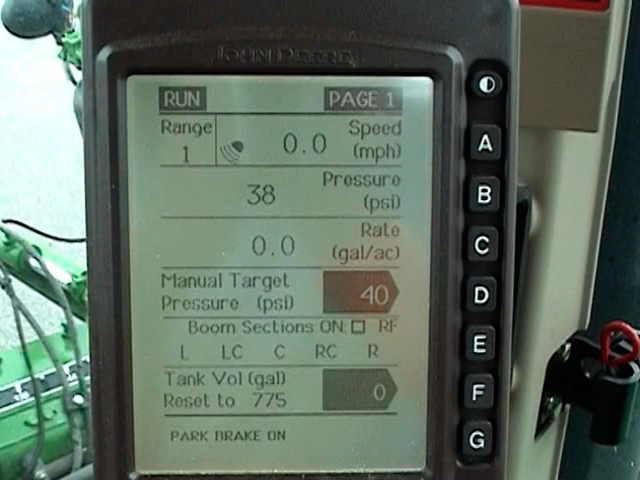 JOHN DEERE
RUN PAGE 1
Range Speed
1 0.0 (mph)
Pressure
38 (psi)
Rate
0.0 (gal/ac)
Manual Target
Pressure (psi) 40
Boom Sections ON: RF
L LC C RC R
Tank Vol (gal)
Reset to 775 0
PARK BRAKE ON
A
B
C
D
E
F
G